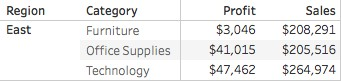 Region Category Profit Sales
East Furniture $3,046 $208,291
Office Supplies $41,015 $205,516
Technology $47,462 $264,974